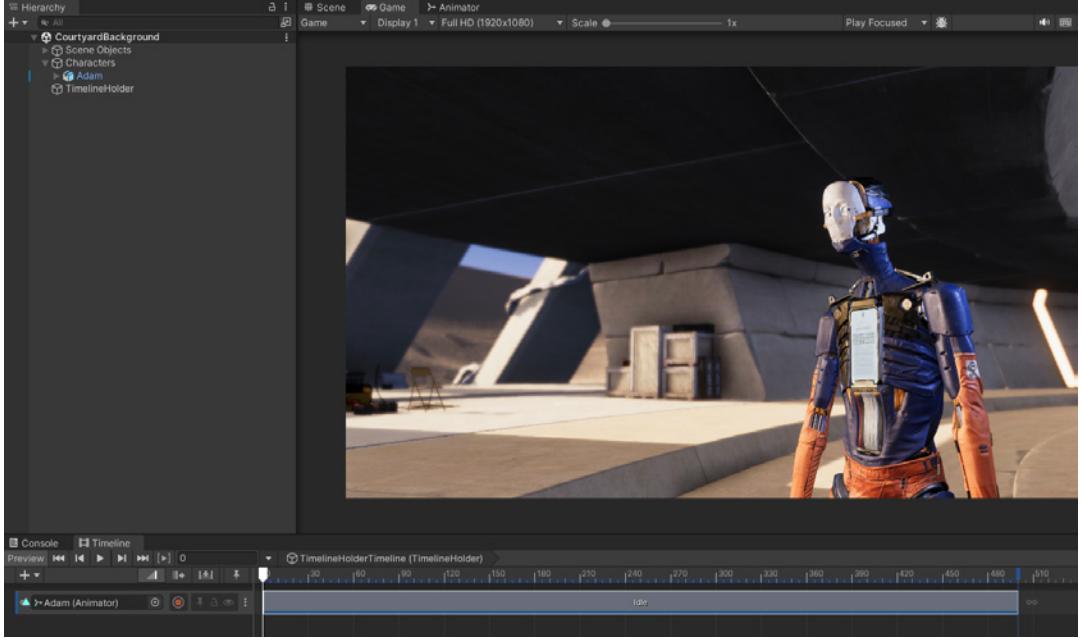 Hierarchy
All
CourtyardBackground
Scene Objects
Characters
Adam
TimelineHolder
Scene Game Animator
Game Display 1 Full HD (1920x1080) Scale 1x Play Focused
Console Timeline
Preview 0 TimelineHolderTimeline (TimelineHolder)
30 60 90 120 150 180 210 240 270 300 330 360 390 420 450 480 510
Adam (Animator) Idle